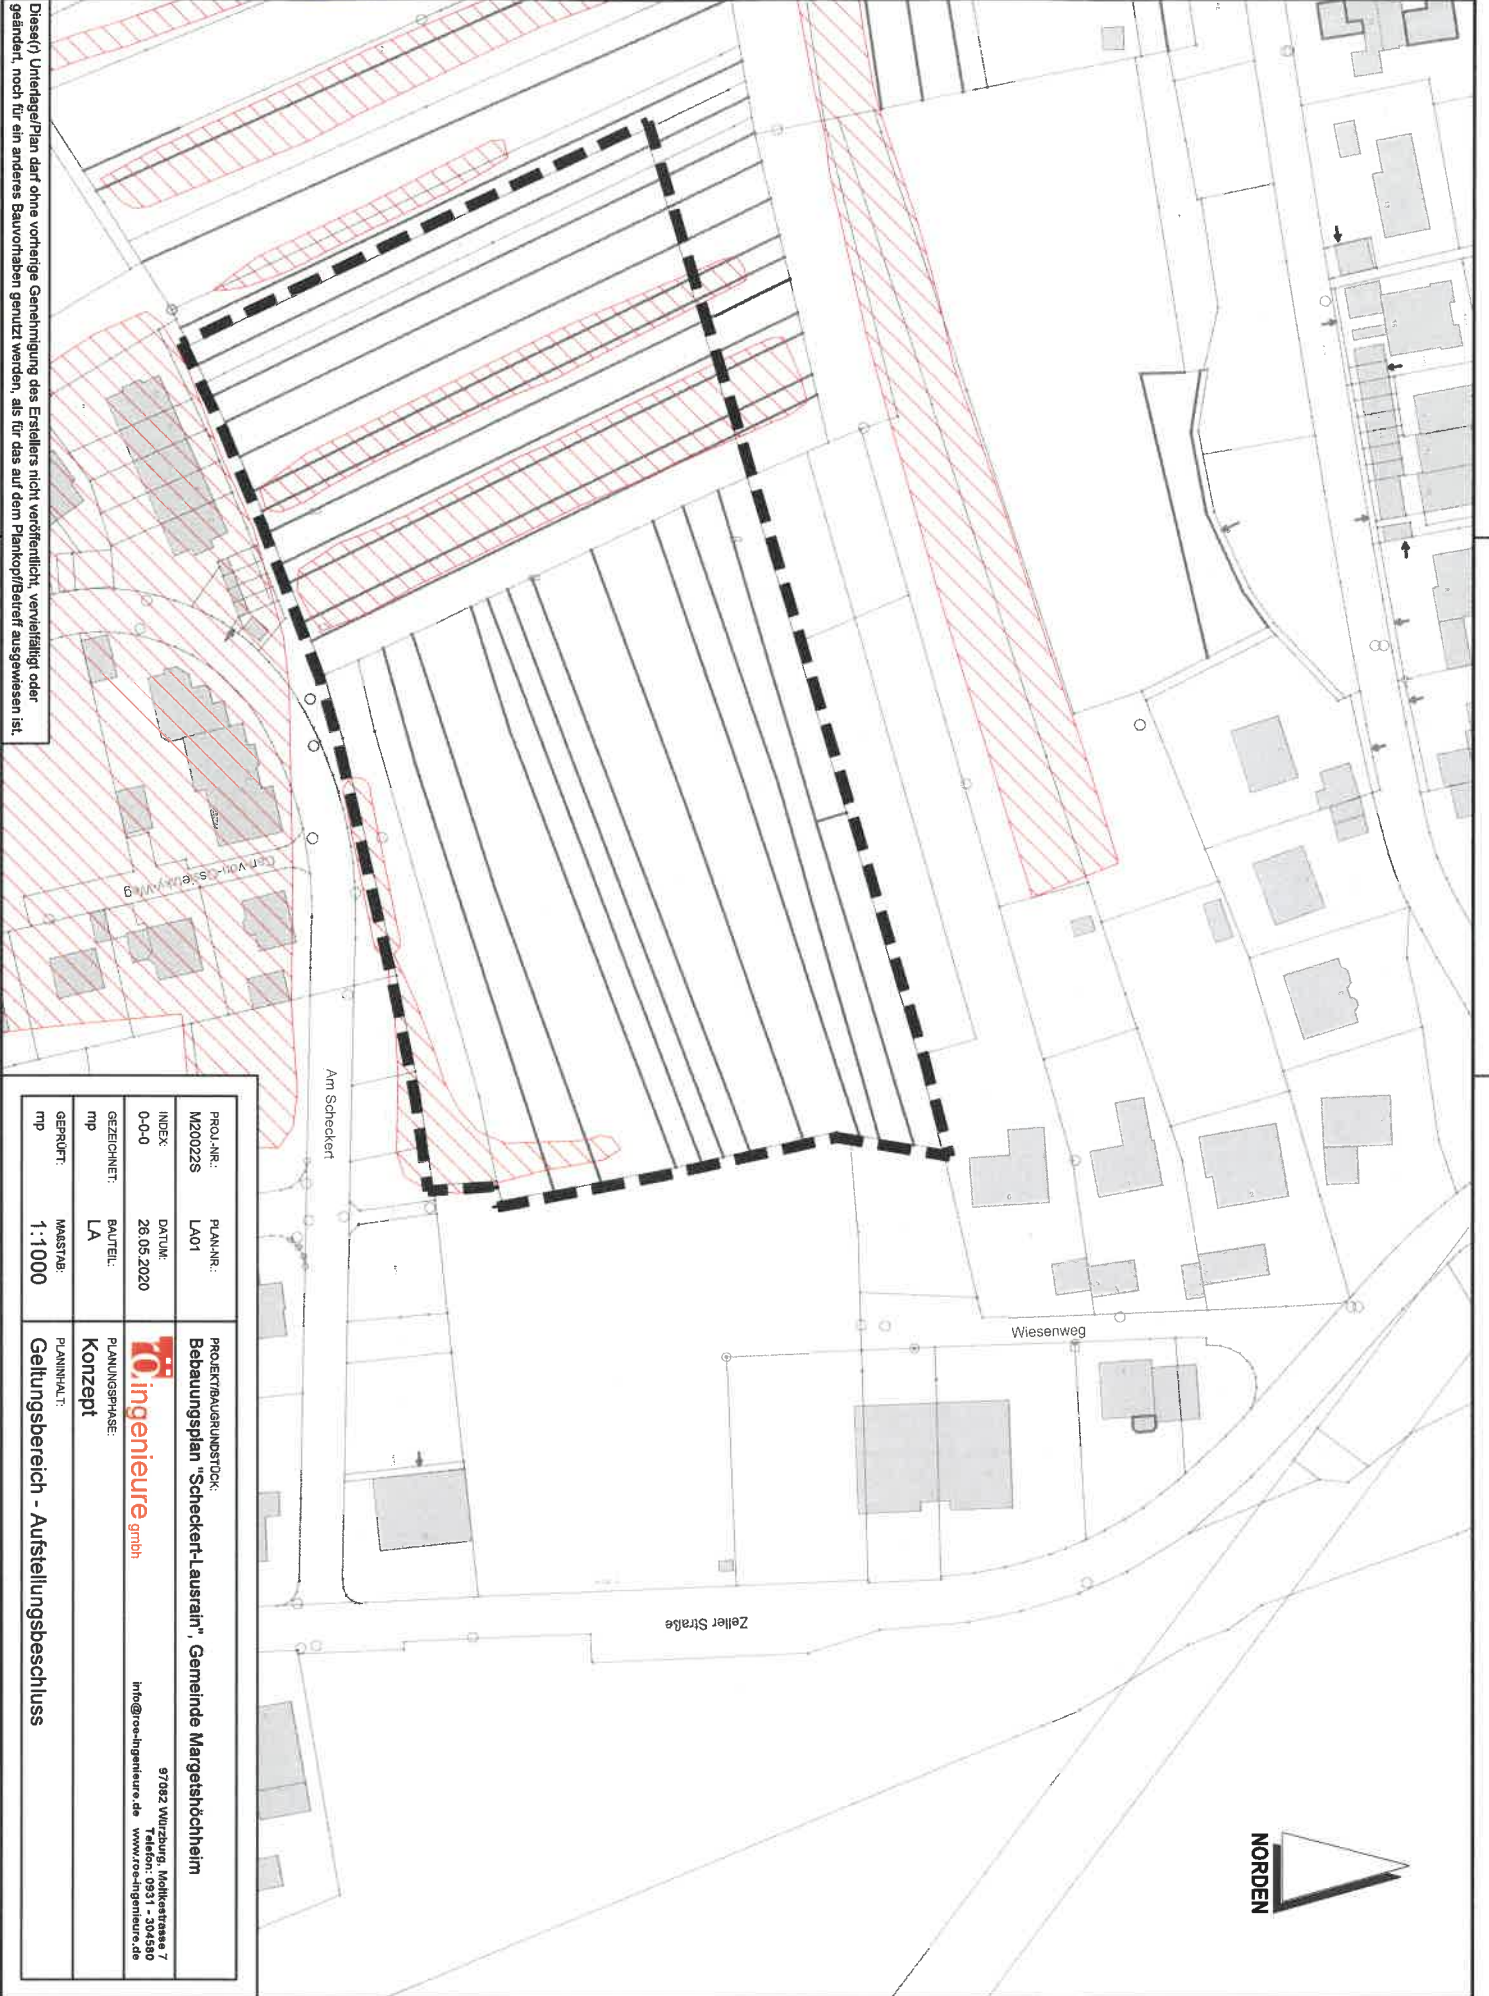 NORDEN
Wiesenweg
Zeller Straße
Am Scheckert
PROJ.-NR.:
M20022S
PLAN-NR.:
LA01
PROJEKT/BAUGRUNDSTÜCK:
Bebauungsplan "Scheckert-Lausrain", Gemeinde Margetshöchheim
INDEX:
0-0-0
DATUM:
26.05.2020
rö ingenieure gmbh
97082 Würzburg, Moltkestrasse 7
Telefon: 0931 - 304580
info@roe-ingenieure.de www.roe-ingenieure.de
GEZEICHNET:
mp
BAUTEIL:
LA
PLANUNGSPHASE:
Konzept
GEPRÜFT:
mp
MAßSTAB:
1:1000
PLANINHALT:
Geltungsbereich - Aufstellungsbeschluss
Diese(r) Unterlage/Plan darf ohne vorherige Genehmigung des Erstellers nicht veröffentlicht, vervielfältigt oder
geändert, noch für ein anderes Bauvorhaben genutzt werden, als für das auf dem Plankopf/Betreff ausgewiesen ist.